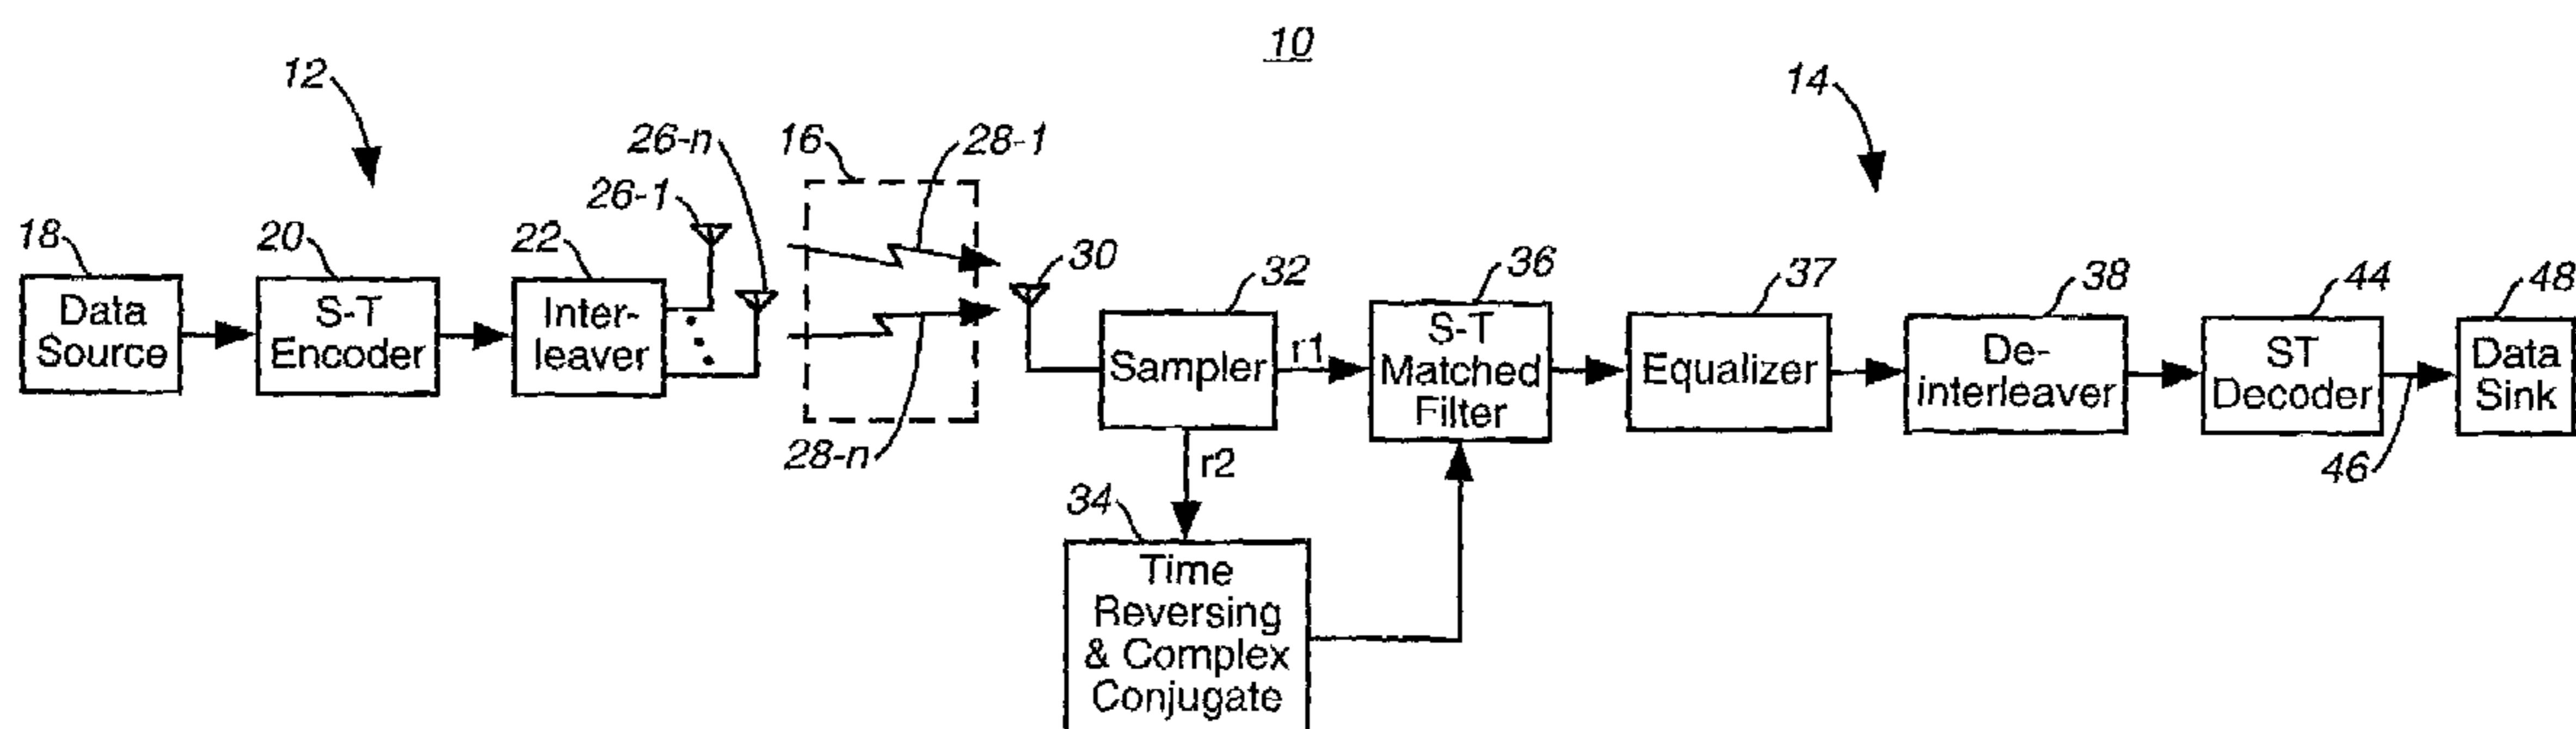 10
12
14
26-n
16
28-1
26-1
18
20
22
30
32
36
37
38
44
48
Data
Source
S-T
Encoder
Inter-
leaver
Sampler
r1
S-T
Matched
Filter
Equalizer
De-
interleaver
ST
Decoder
Data
Sink
28-n
r2
46
34
Time
Reversing
& Complex
Conjugate